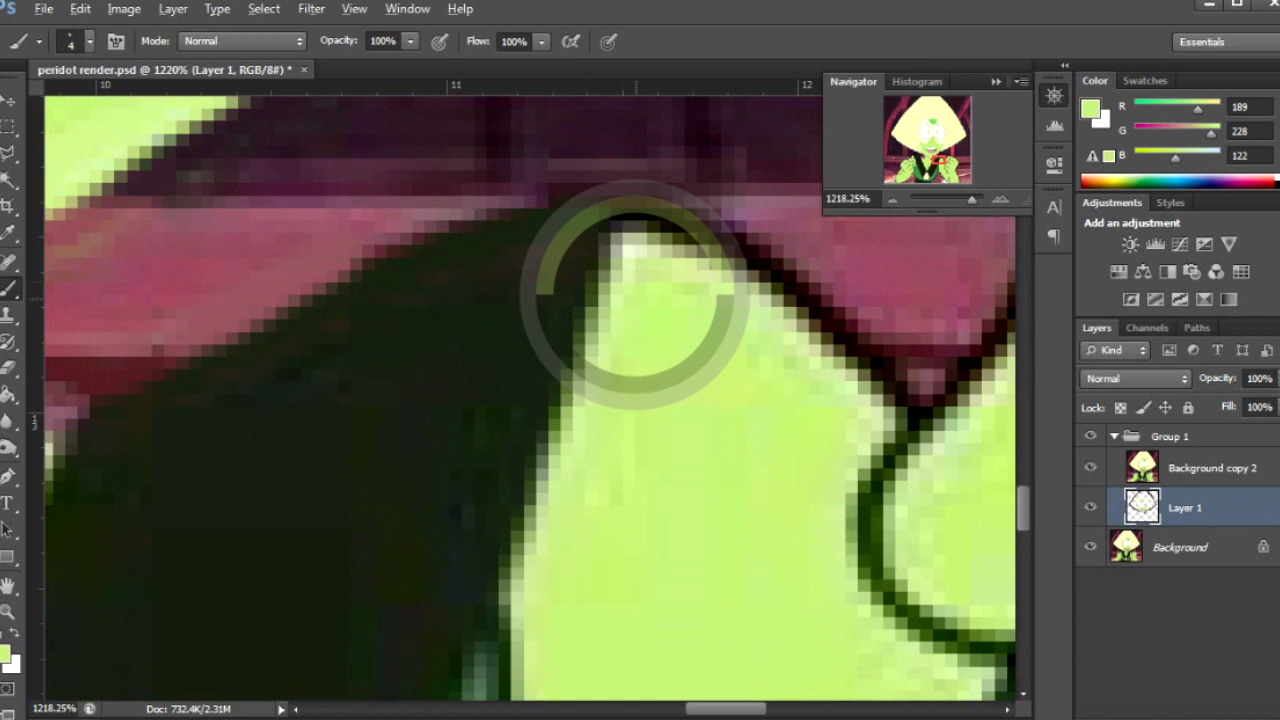 Ps File Edit Image Layer Type Select Filter View Window Help
4 Mode: Normal Opacity: 100% Flow: 100% Essentials
peridot render.psd @ 1220% (Layer 1, RGB/8#) * ×
10 11 12
Navigator Histogram
1218.25%
Color Swatches
R 189
G 228
B 122
Adjustments Styles
Add an adjustment
Layers Channels Paths
Kind
Normal Opacity: 100%
Lock: Fill: 100%
Group 1
Background copy 2
Layer 1
Background
1218.25% Doc: 732.4K/2.31M